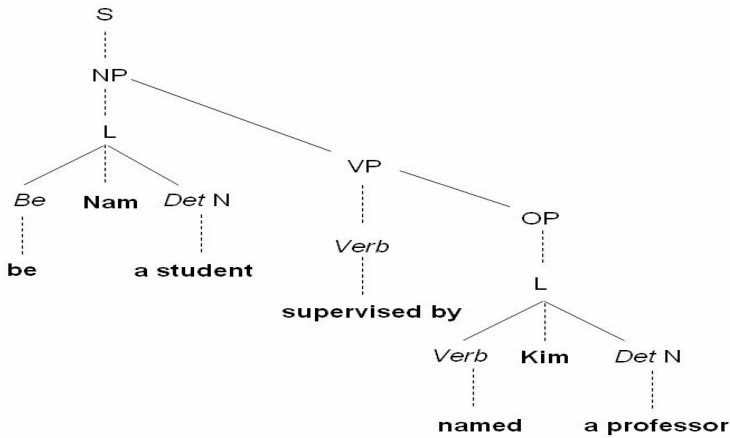 S
NP
L
VP
Be Nam Det N
OP
Verb
be a student
L
supervised by
Verb Kim Det N
named a professor